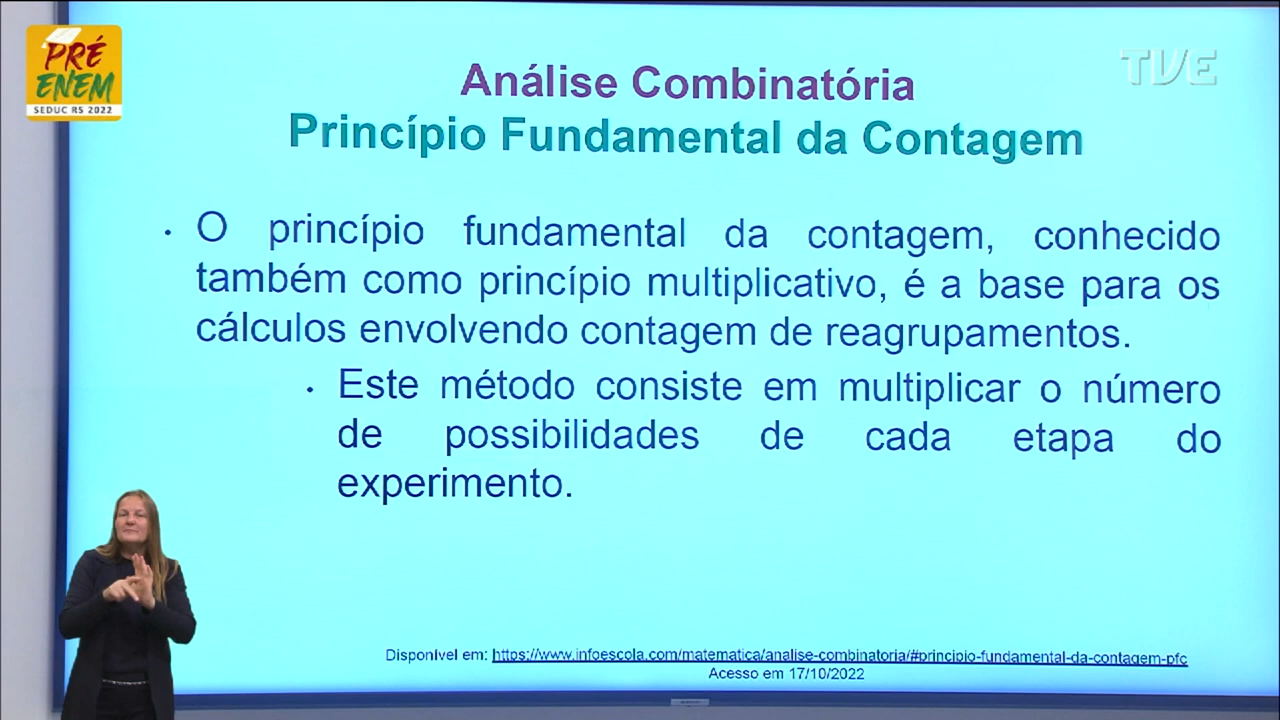 PRÉ
ENEM
SEDUC RS 2022
TVE
Análise Combinatória
Princípio Fundamental da Contagem
• O princípio fundamental da contagem, conhecido
também como princípio multiplicativo, é a base para os
cálculos envolvendo contagem de reagrupamentos.
• Este método consiste em multiplicar o número
de possibilidades de cada etapa do
experimento.
Disponível em: https://www.infoescola.com/matematica/analise-combinatoria/#principio-fundamental-da-contagem-pfc
Acesso em 17/10/2022